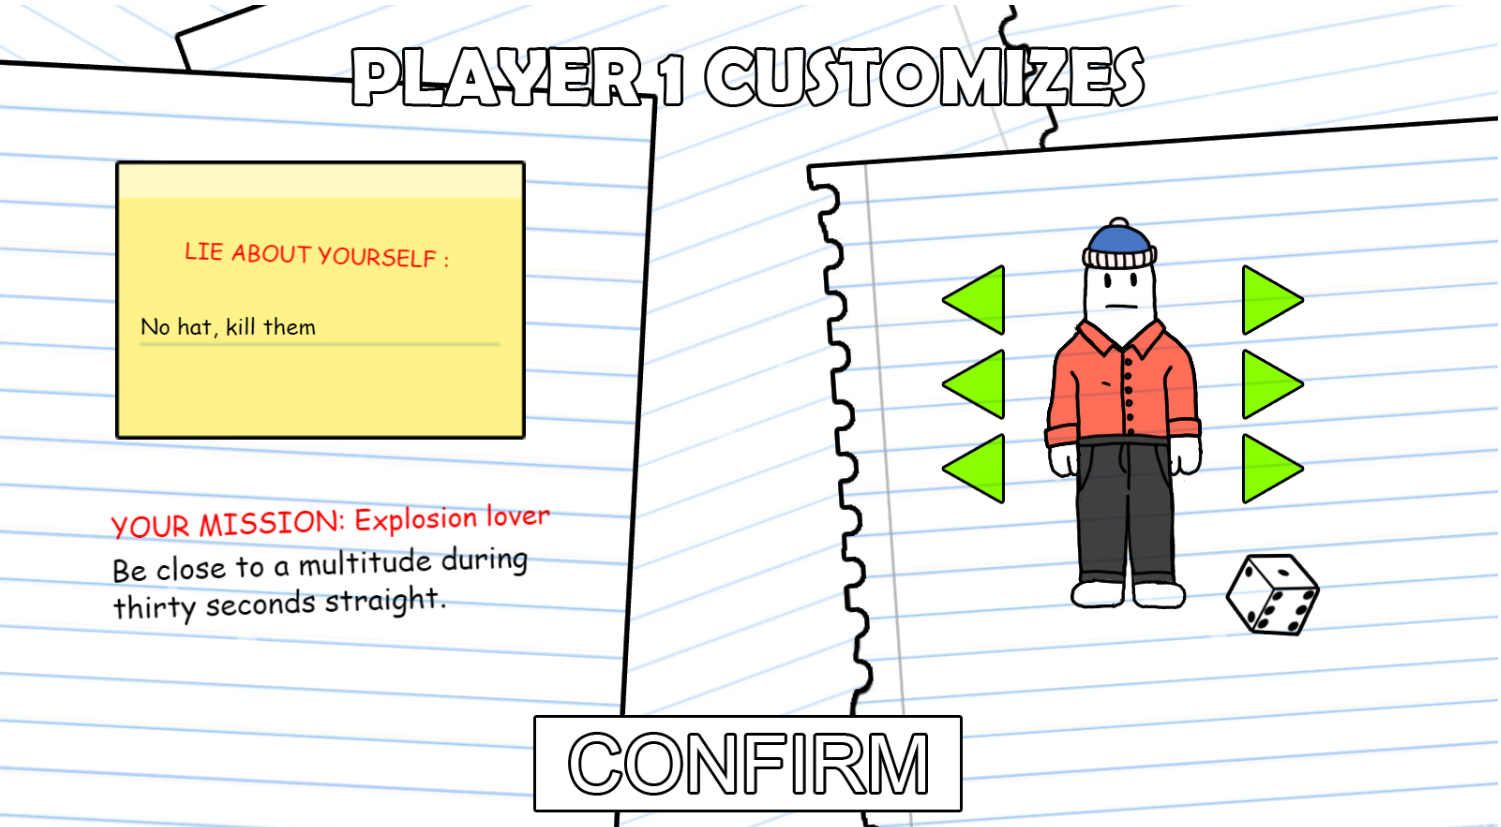 PLAYER 1 CUSTOMIZES
LIE ABOUT YOURSELF :
No hat, kill them
YOUR MISSION: Explosion lover
Be close to a multitude during
thirty seconds straight.
CONFIRM